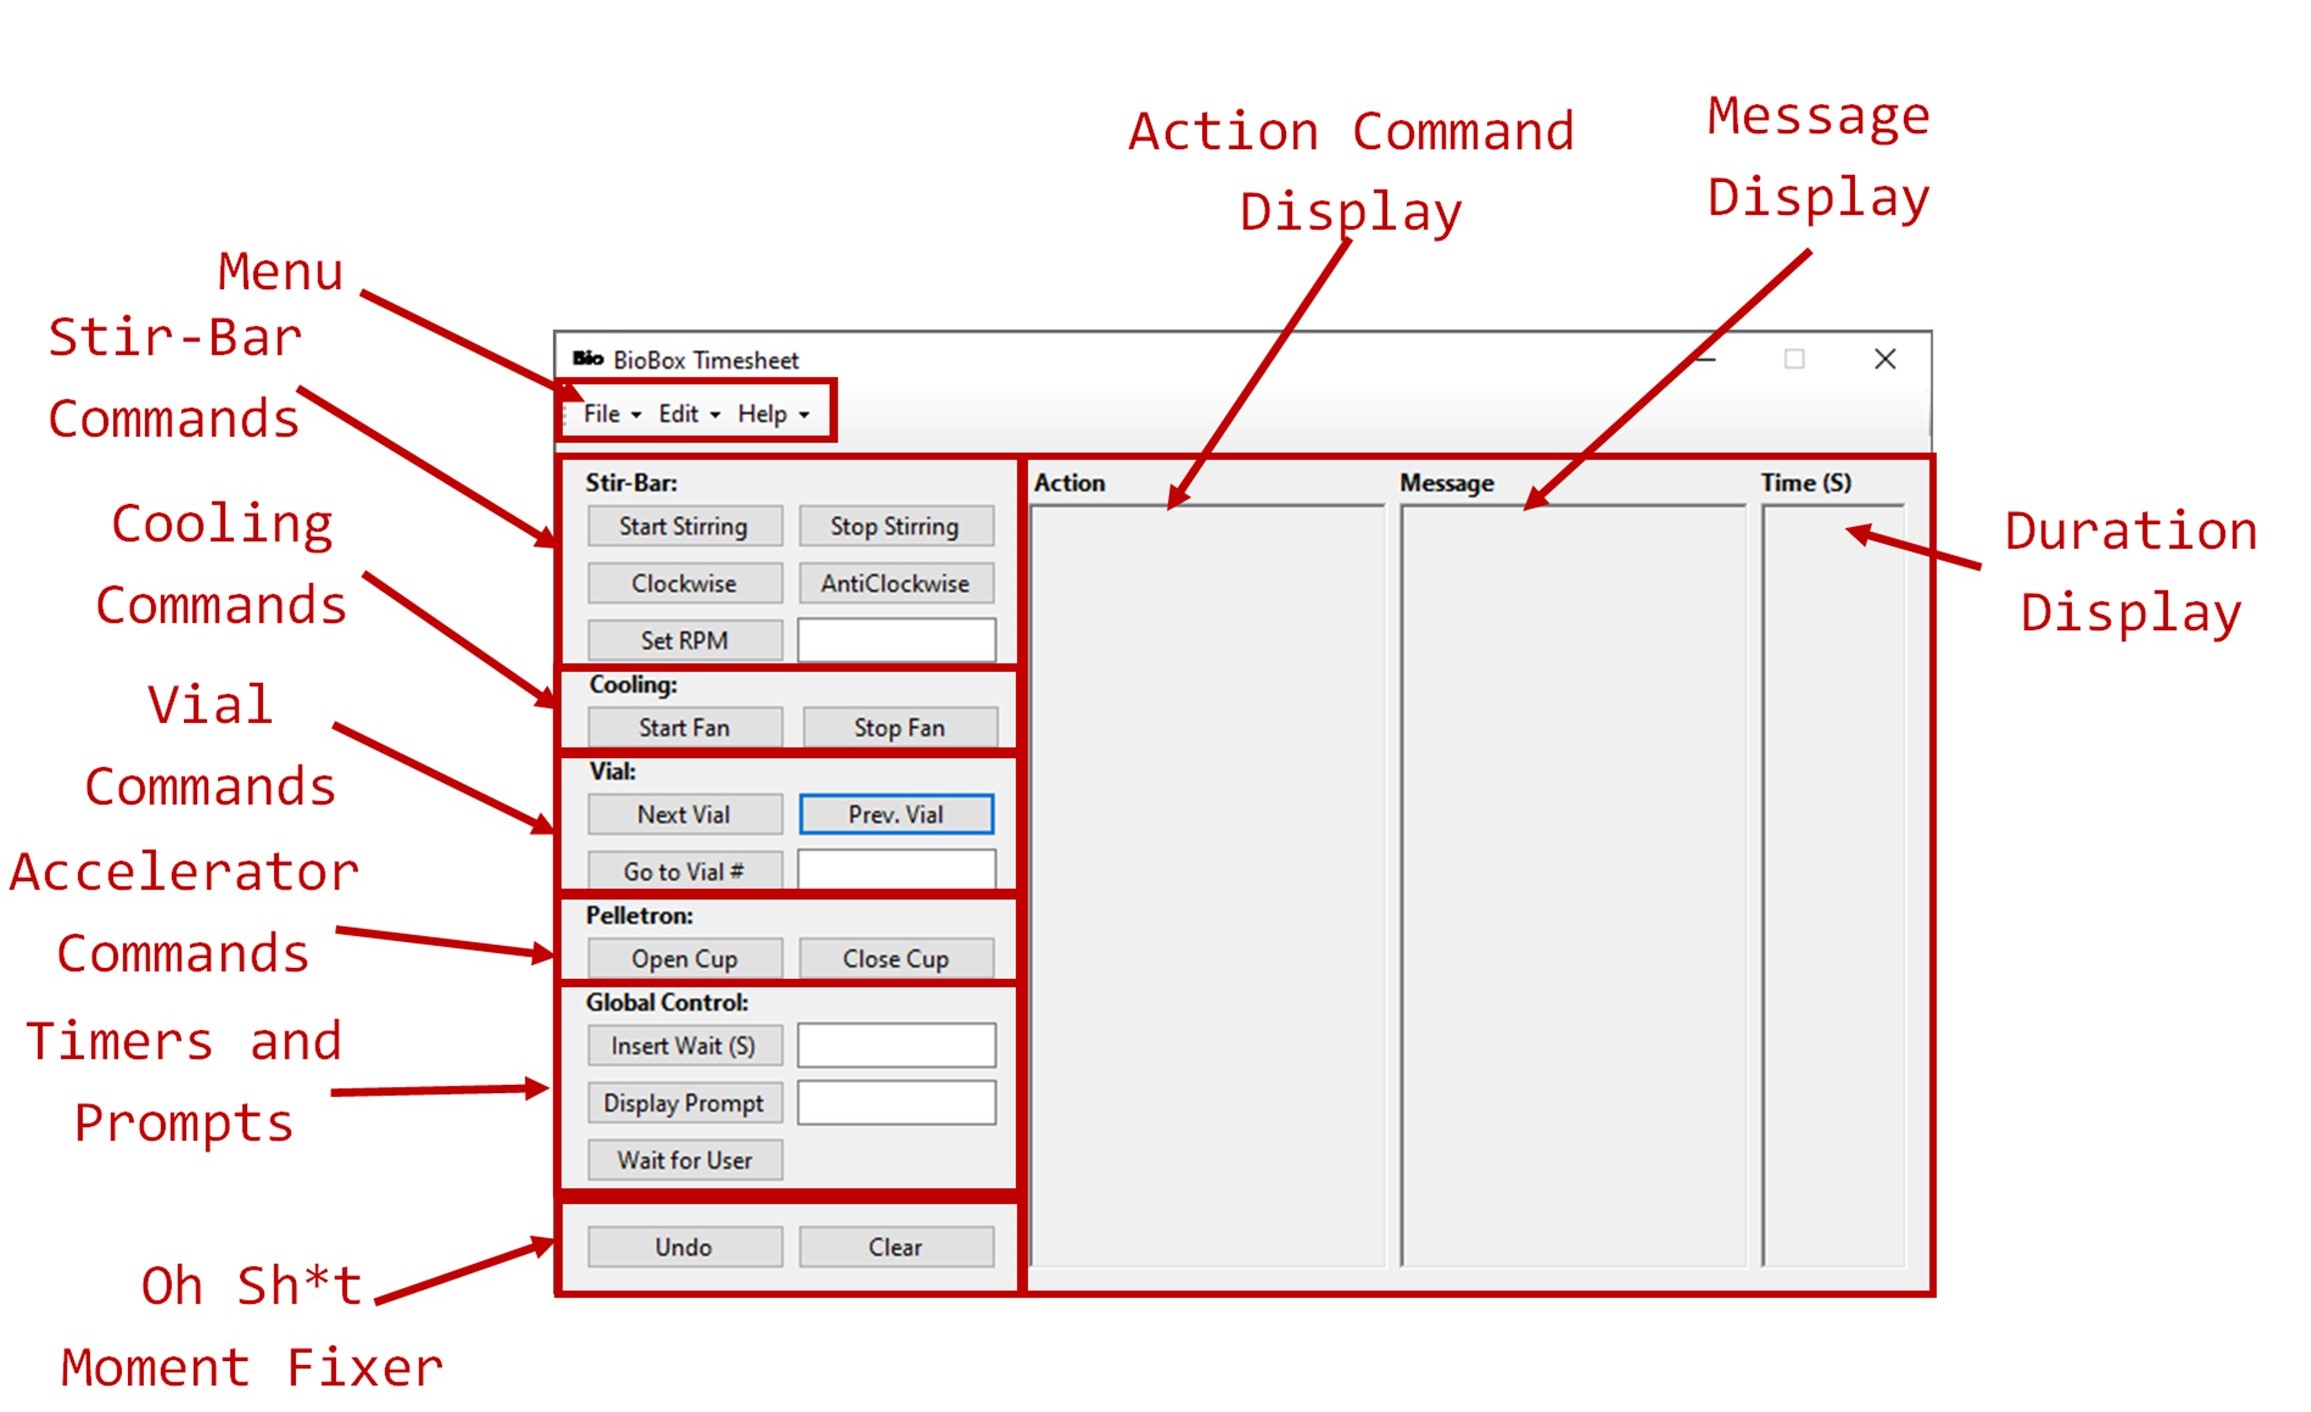 Action Command
Display
Message
Display
Menu
Stir-Bar
Commands
Cooling
Commands
Vial
Commands
Accelerator
Commands
Timers and
Prompts
Oh Sh*t
Moment Fixer
Duration
Display
Bio BioBox Timesheet
File Edit Help
Stir-Bar:
Start Stirring Stop Stirring
Clockwise AntiClockwise
Set RPM
Cooling:
Start Fan Stop Fan
Vial:
Next Vial Prev. Vial
Go to Vial #
Pelletron:
Open Cup Close Cup
Global Control:
Insert Wait (S)
Display Prompt
Wait for User
Undo Clear
Action Message Time (S)